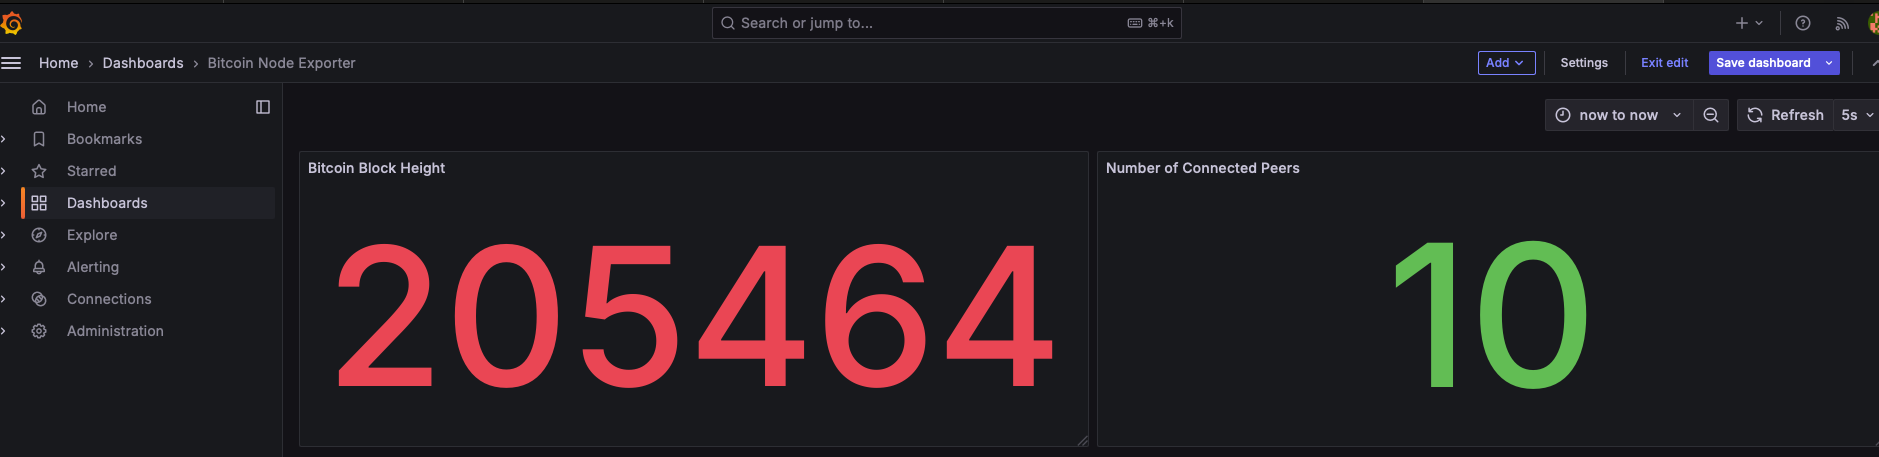 Search or jump to...
⌘+k
Home › Dashboards › Bitcoin Node Exporter
Add
Settings
Exit edit
Save dashboard
Home
Bookmarks
Starred
Dashboards
Explore
Alerting
Connections
Administration
now to now
Refresh
5s
Bitcoin Block Height
205464
Number of Connected Peers
10